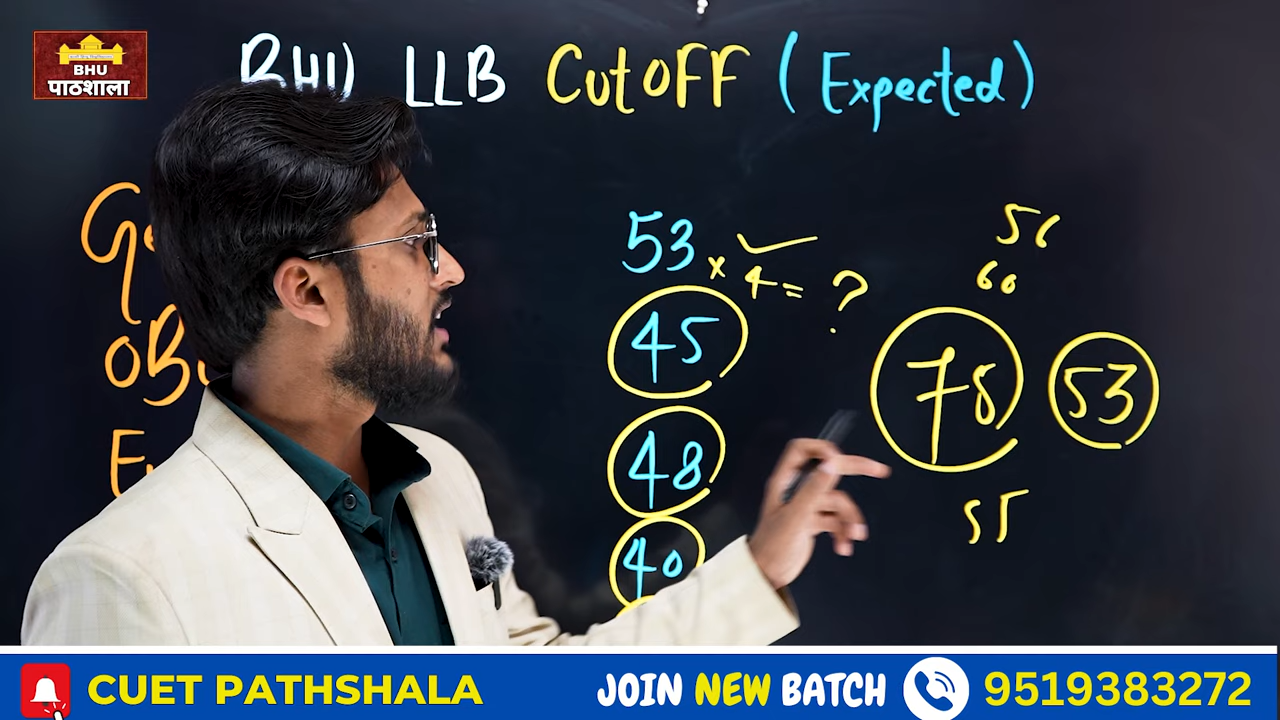 BHU
पाठशाला
BHU LLB CutOFF (Expected)
53 × 4 = ?
45
48
40
56
60
78 53
55
CUET PATHSHALA
JOIN NEW BATCH
9519383272